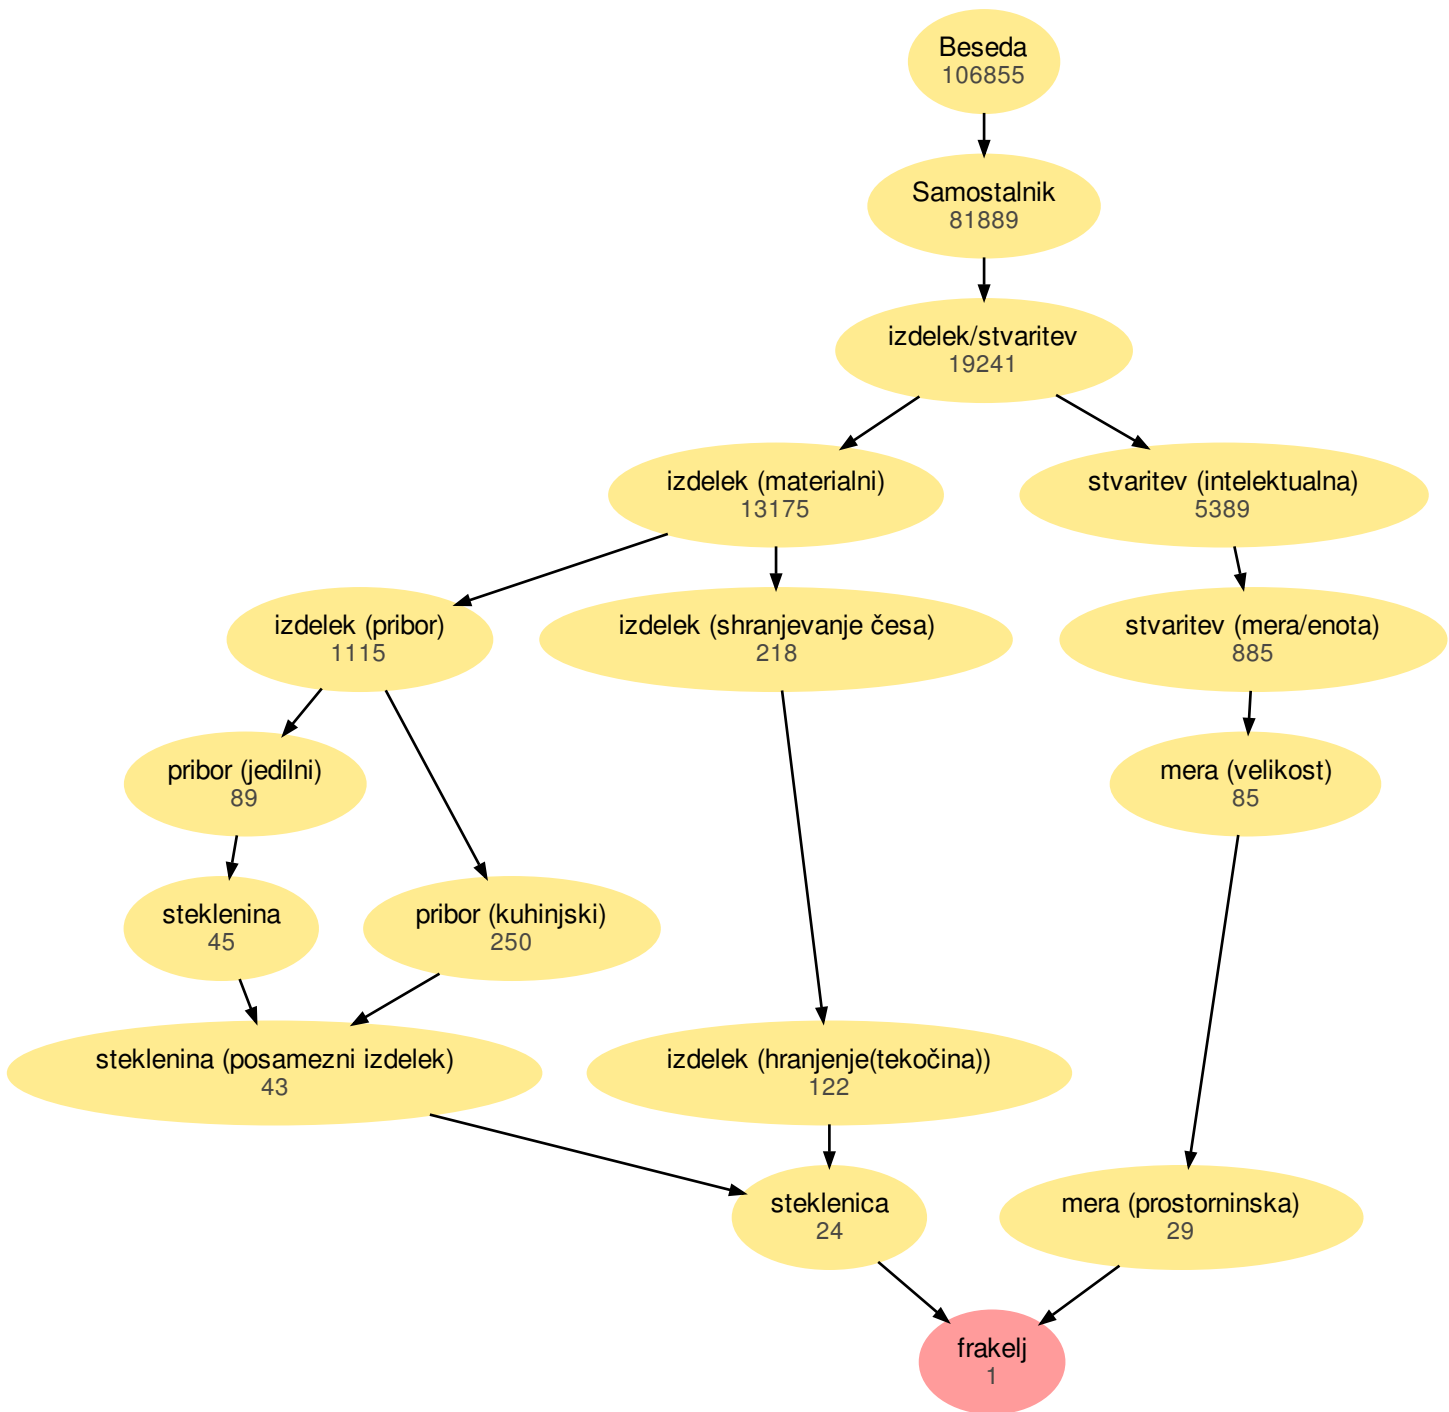 Beseda
106855
Samostalnik
81889
izdelek/stvaritev
19241
izdelek (materialni)
13175
stvaritev (intelektualna)
5389
izdelek (pribor)
1115
izdelek (shranjevanje česa)
218
stvaritev (mera/enota)
885
pribor (jedilni)
89
mera (velikost)
85
steklenina
45
pribor (kuhinjski)
250
steklenina (posamezni izdelek)
43
izdelek (hranjenje(tekočina))
122
steklenica
24
mera (prostorninska)
29
frakelj
1